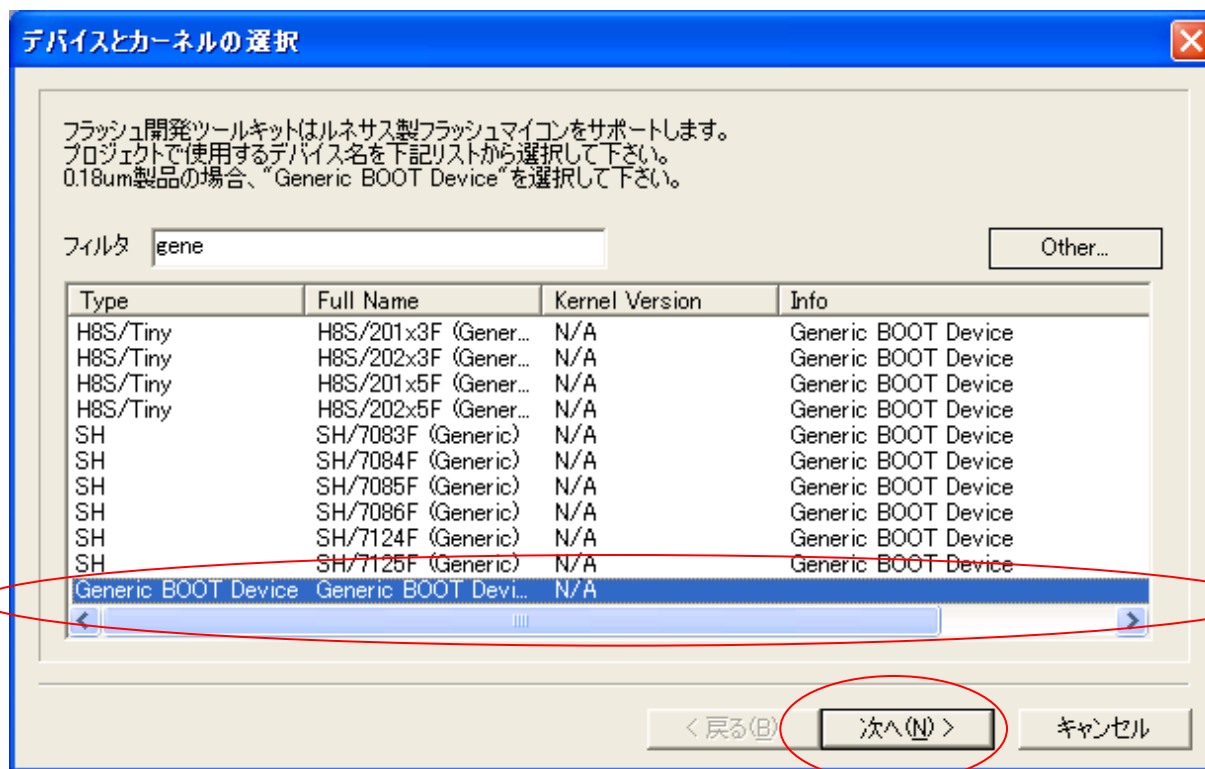 デバイスとカーネルの選択
フラッシュ開発ツールキットはルネサス製フラッシュマイコンをサポートします。
プロジェクトで使用するデバイス名を下記リストから選択して下さい。
0.18um製品の場合、"Generic BOOT Device"を選択して下さい。
フィルタ gene Other...
Type Full Name Kernel Version Info
H8S/Tiny H8S/201x3F (Gener... N/A Generic BOOT Device
H8S/Tiny H8S/202x3F (Gener... N/A Generic BOOT Device
H8S/Tiny H8S/201x5F (Gener... N/A Generic BOOT Device
H8S/Tiny H8S/202x5F (Gener... N/A Generic BOOT Device
SH SH/7083F (Generic) N/A Generic BOOT Device
SH SH/7084F (Generic) N/A Generic BOOT Device
SH SH/7085F (Generic) N/A Generic BOOT Device
SH SH/7086F (Generic) N/A Generic BOOT Device
SH SH/7124F (Generic) N/A Generic BOOT Device
SH SH/7125F (Generic) N/A Generic BOOT Device
Generic BOOT Device Generic BOOT Devi... N/A
< 戻る(B) 次へ(N) > キャンセル